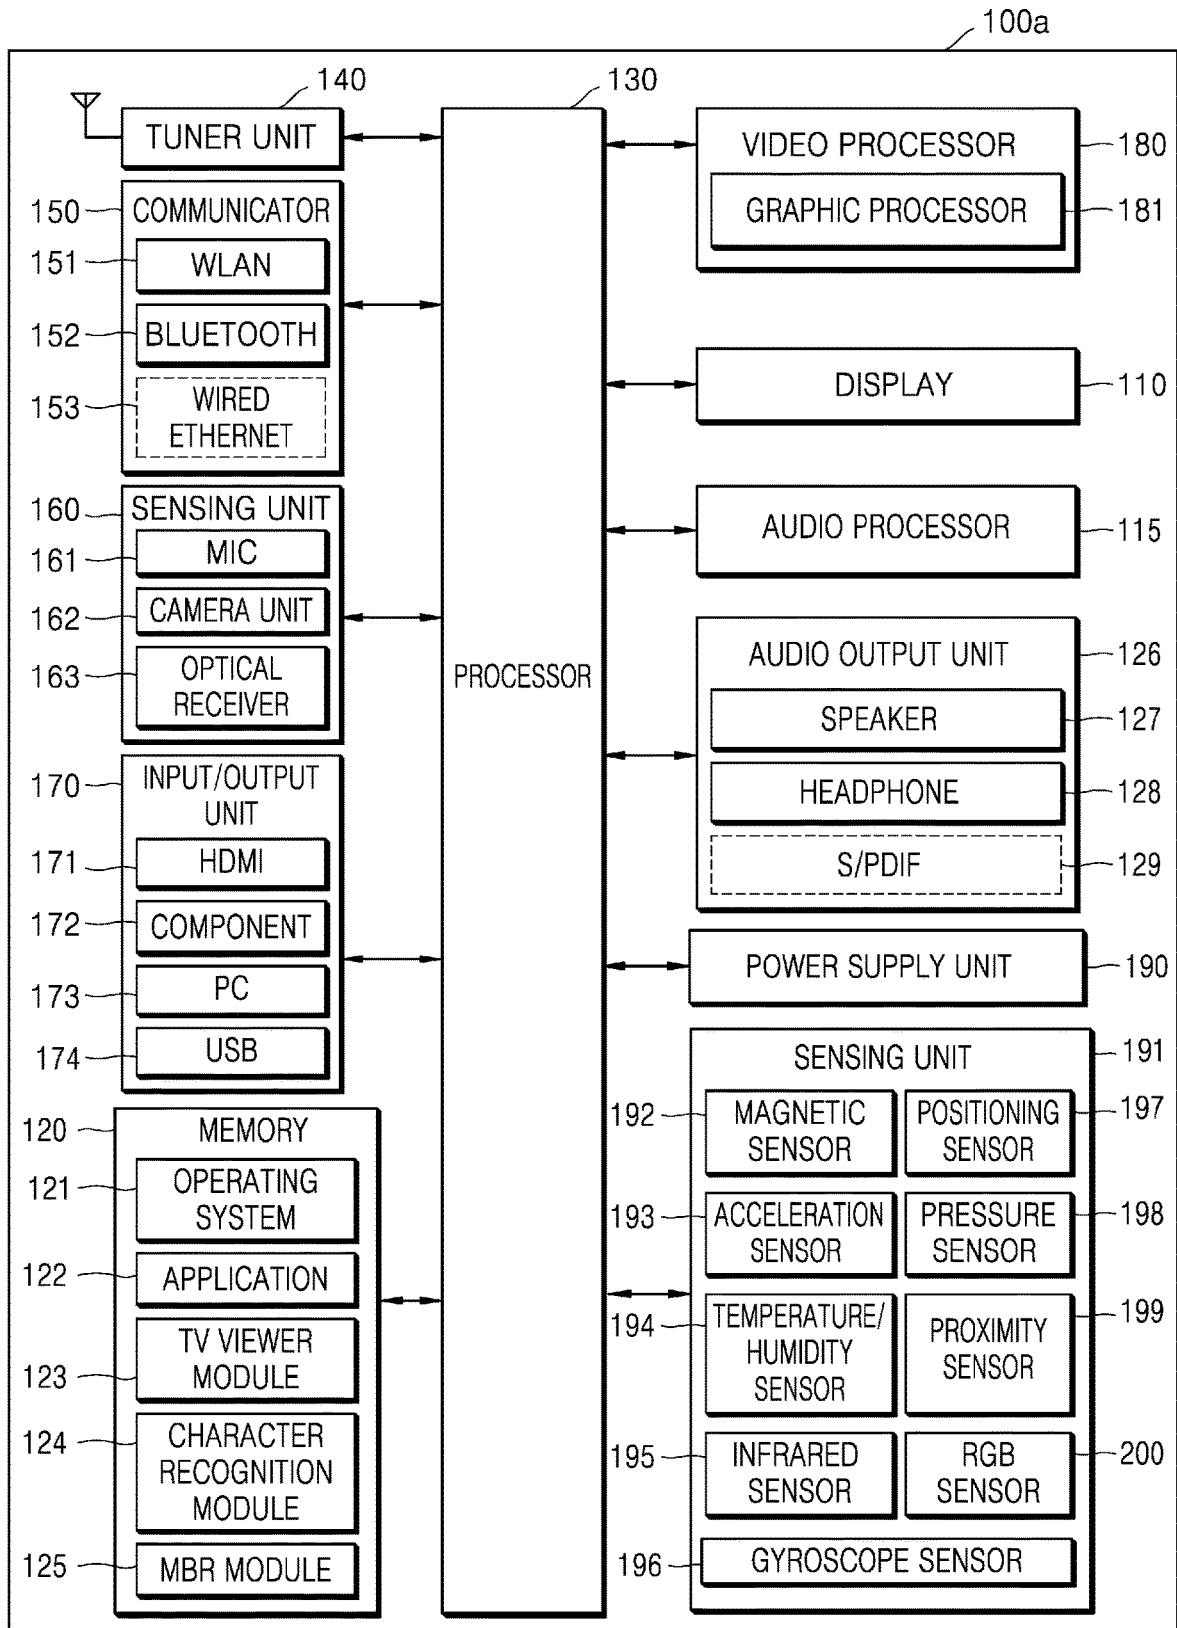 100a
140
TUNER UNIT
130
PROCESSOR
150
COMMUNICATOR
151
WLAN
152
BLUETOOTH
153
WIRED
ETHERNET
160
SENSING UNIT
161
MIC
162
CAMERA UNIT
163
OPTICAL
RECEIVER
170
INPUT/OUTPUT
UNIT
171
HDMI
172
COMPONENT
173
PC
174
USB
120
MEMORY
121
OPERATING
SYSTEM
122
APPLICATION
123
TV VIEWER
MODULE
124
CHARACTER
RECOGNITION
MODULE
125
MBR MODULE
VIDEO PROCESSOR
180
GRAPHIC PROCESSOR
181
DISPLAY
110
AUDIO PROCESSOR
115
AUDIO OUTPUT UNIT
126
SPEAKER
127
HEADPHONE
128
S/PDIF
129
POWER SUPPLY UNIT
190
SENSING UNIT
191
192
MAGNETIC
SENSOR
POSITIONING
SENSOR
197
193
ACCELERATION
SENSOR
PRESSURE
SENSOR
198
194
TEMPERATURE/
HUMIDITY
SENSOR
PROXIMITY
SENSOR
199
195
INFRARED
SENSOR
RGB
SENSOR
200
196
GYROSCOPE SENSOR